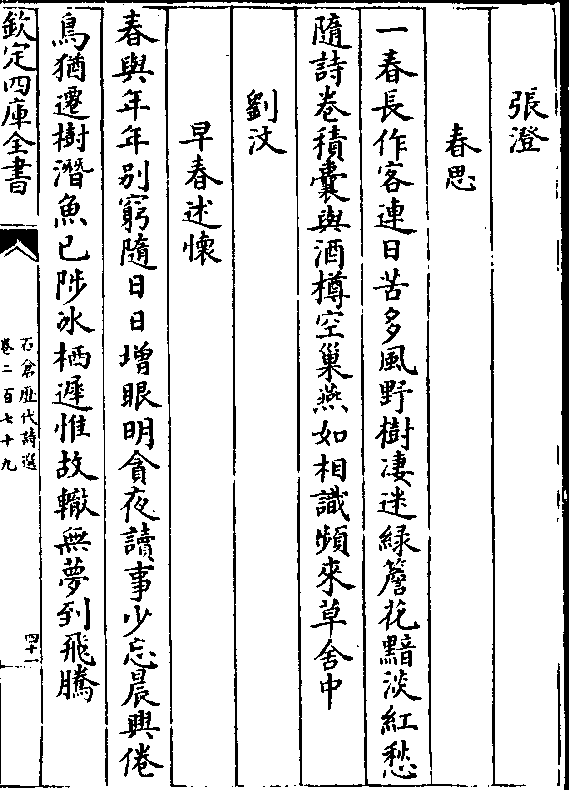 張澄
春思
一春長作客連日苦多風野樹凄迷綠簷花黯淡紅愁
隨詩卷積囊與酒樽空巢燕如相識頻來草舍中
劉汶
早春述懷
春與年年别窮隨日日增眼明貪夜讀事少忘晨興倦
鳥猶遷樹潛魚已陟冰栖遲惟故轍無夢到飛騰
欽定四庫全書
石倉歴代詩選
卷二百七十九
四十一